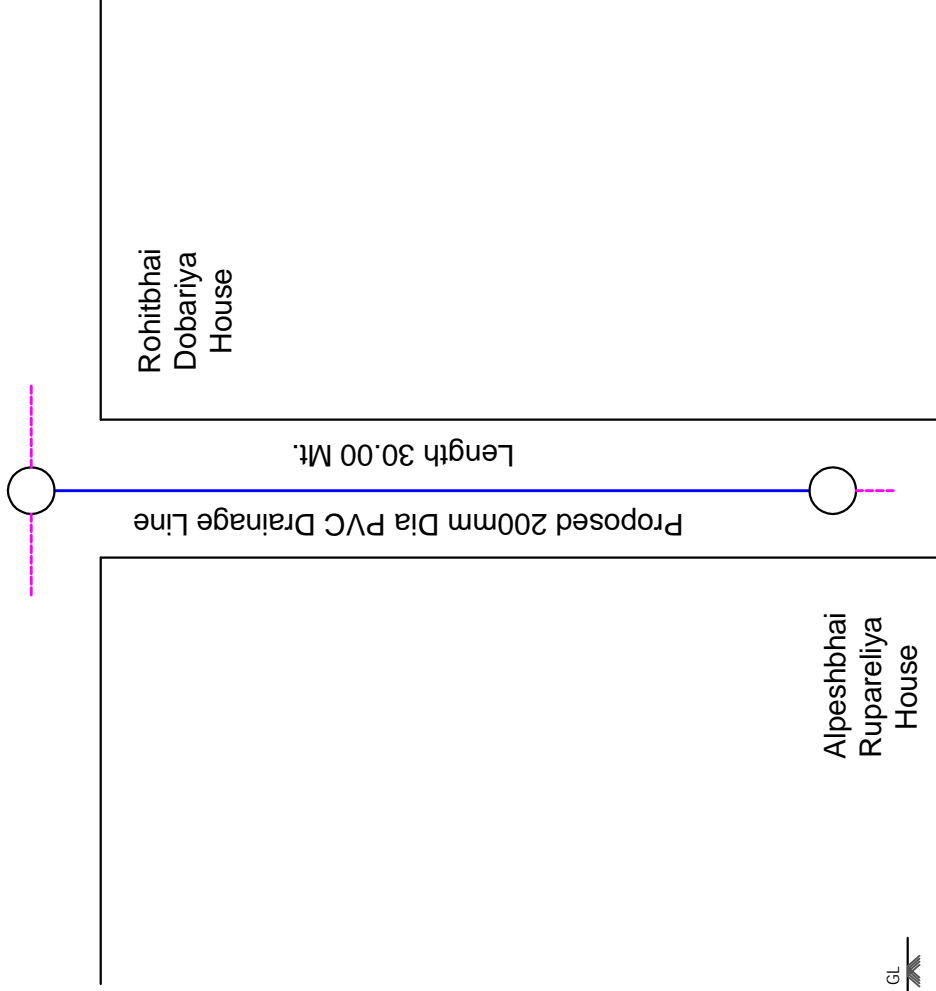 Rohitbhai
Dobariya
House
Length 30.00 Mt.
Proposed 200mm Dia PVC Drainage Line
Alpeshbhai
Rupareliya
House
GL